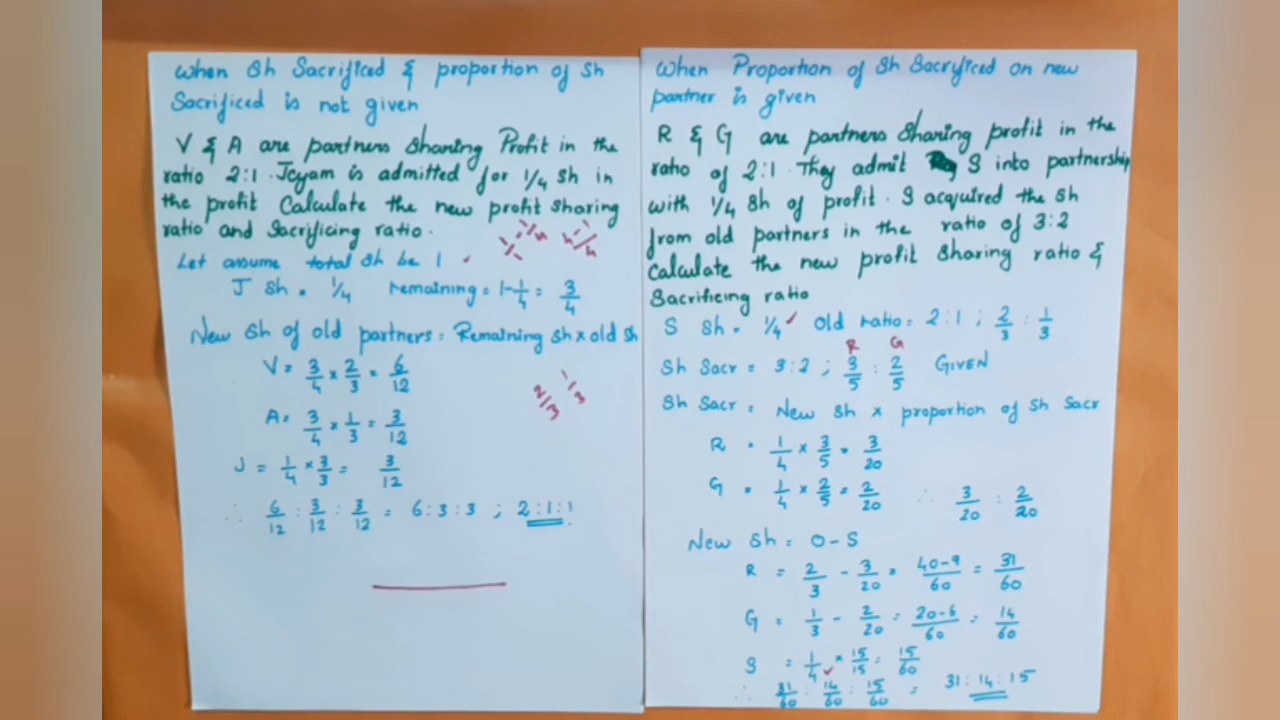 When Sh Sacrificed & proportion of Sh
Sacrificed is not given
V & A are partners sharing Profit in the
ratio 2:1. Jcyam is admitted for 1/4 sh in
the profit Calculate the new profit sharing
ratio and Sacrificing ratio.
Let assume total sh be 1
J sh = 1/4 remaining = 1-1/4 = 3/4
New Sh of old partners = Remaining sh x old sh
V = 3/4 x 2/3 = 6/12
2/3 1/3
A = 3/4 x 1/3 = 3/12
J = 1/4 x 3/3 = 3/12
∴ 6/12 : 3/12 : 3/12 = 6:3:3 ; 2:1:1
When Proportion of Sh Sacrificed on new
partner is given
R & G are partners sharing profit in the
ratio of 2:1. They admit S into partnership
with 1/4 sh of profit. S acquired the sh
from old partners in the ratio of 3:2
Calculate the new profit sharing ratio &
Sacrificing ratio
S Sh = 1/4 ✓ Old ratio = 2:1 ; 2/3 : 1/3
R G
Sh Sacr = 3:2 ; 3/5 : 2/5 GIVEN
Sh Sacr = New sh x proportion of Sh Sacr
R = 1/4 x 3/5 = 3/20
G = 1/4 x 2/5 = 2/20 ∴ 3/20 : 2/20
New Sh = O-S
R = 2/3 - 3/20 = 40-9/60 = 31/60
G = 1/3 - 2/20 = 20-6/60 = 14/60
S = 1/4 x 15/15 = 15/60
∴ 31/60 : 14/60 : 15/60 = 31:14:15